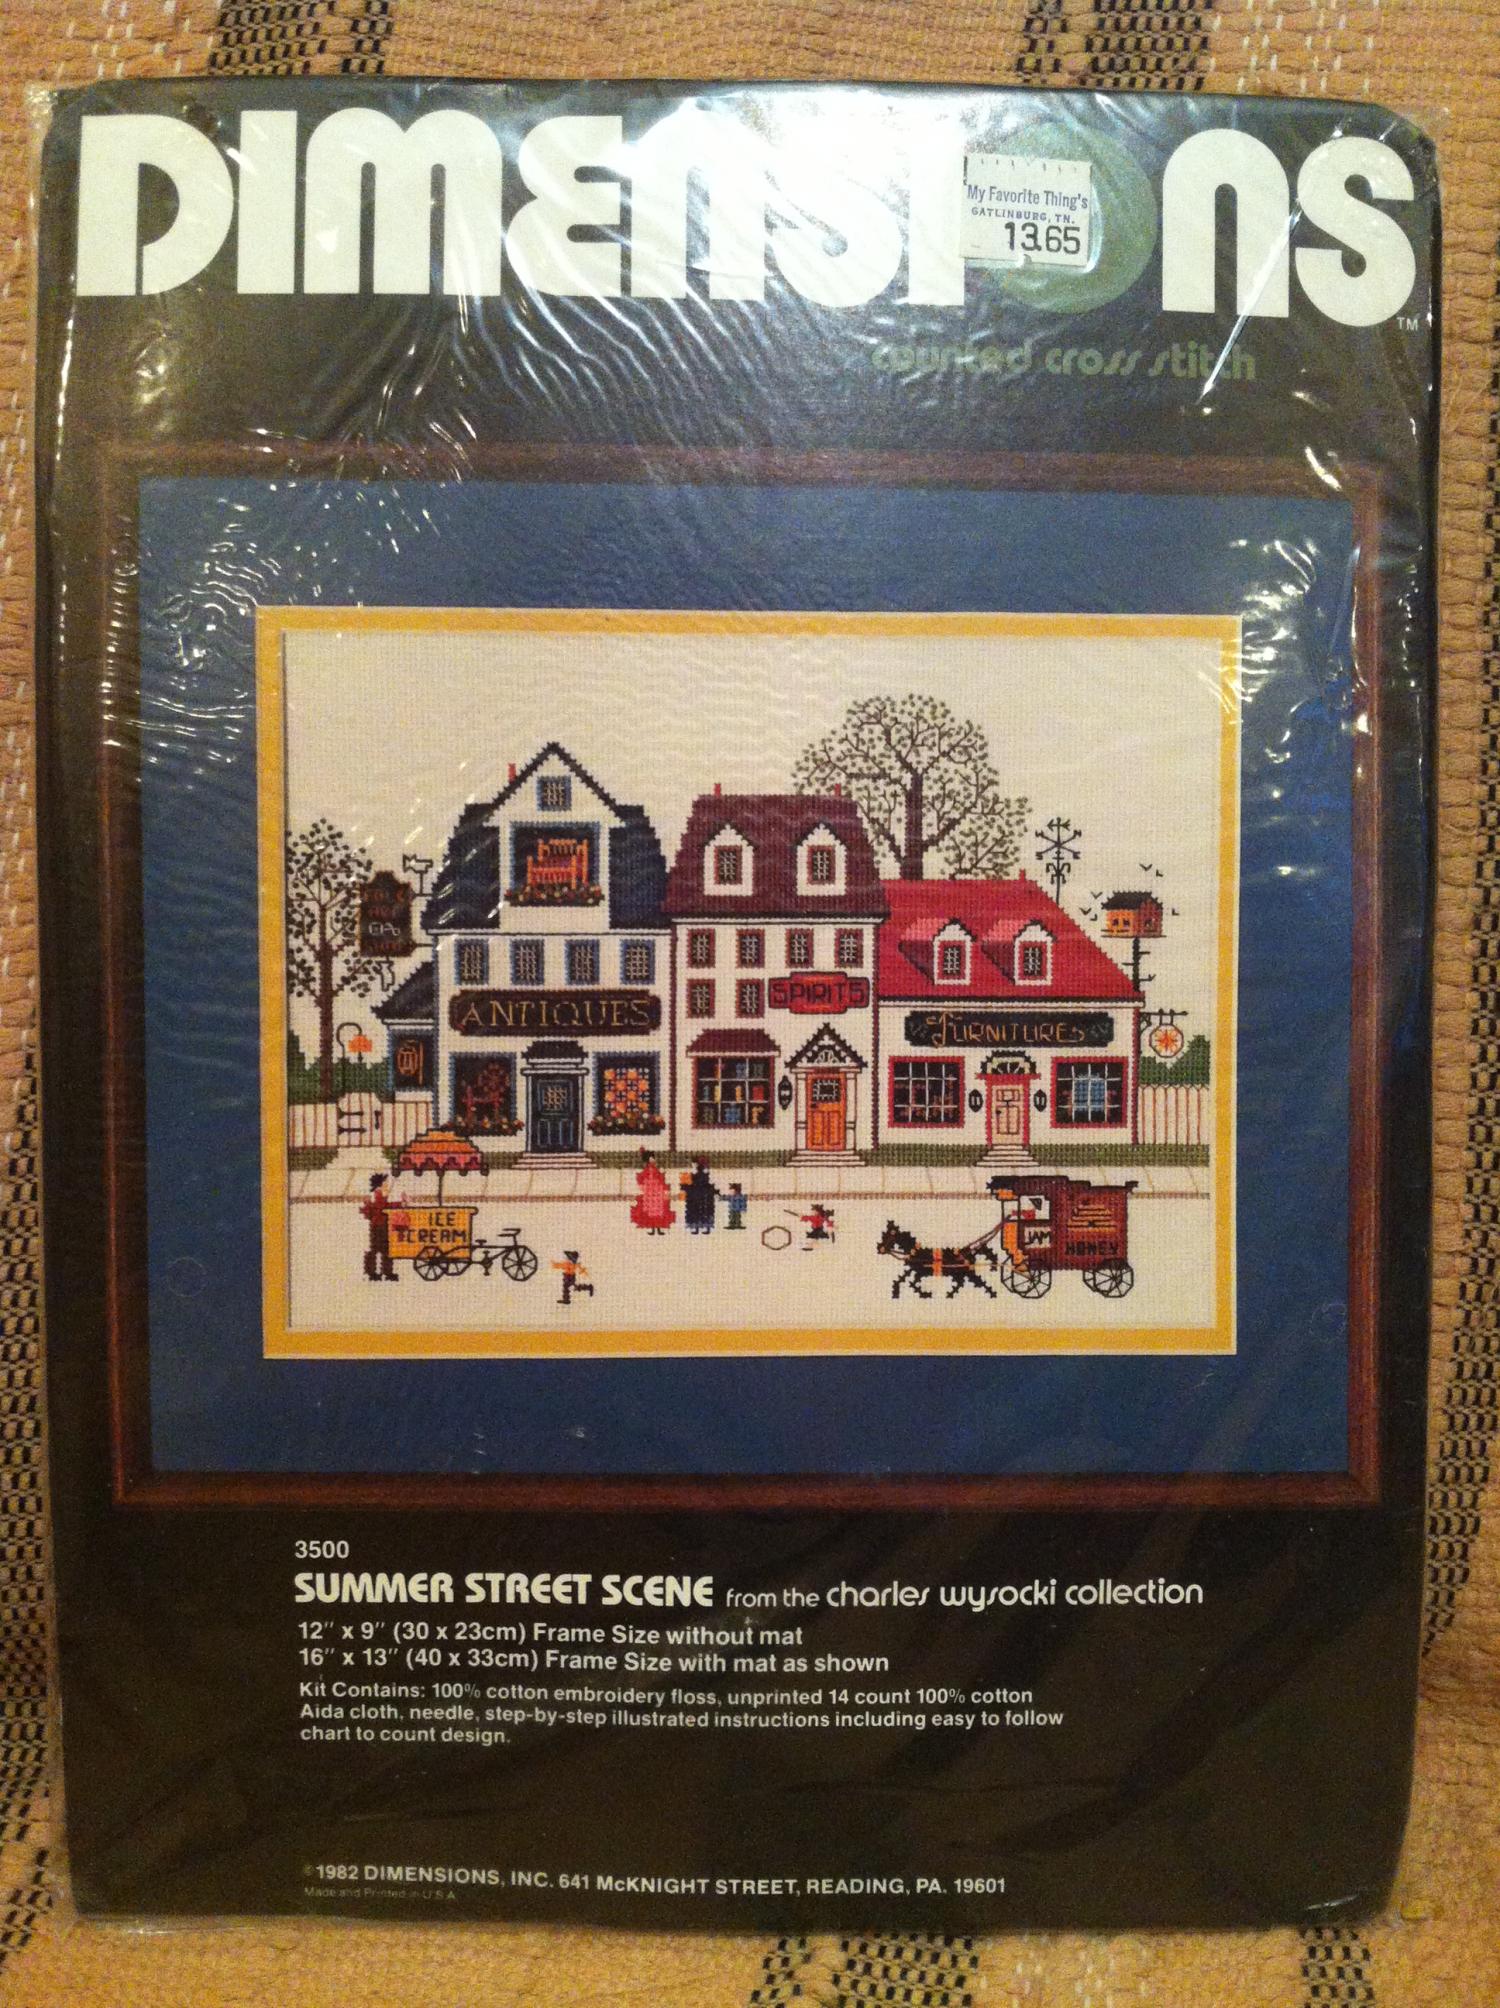 DIMENSIONS
TM
My Favorite Thing's
GATLINBURG, TN.
13.65
counted cross stitch
ANTIQUES
SPIRITS
FURNITURES
ICE
CREAM
JAM
HONEY
3500
SUMMER STREET SCENE from the charles wysocki collection
12" x 9" (30 x 23cm) Frame Size without mat
16" x 13" (40 x 33cm) Frame Size with mat as shown
Kit Contains: 100% cotton embroidery floss, unprinted 14 count 100% cotton
Aida cloth, needle, step-by-step illustrated instructions including easy to follow
chart to count design.
©1982 DIMENSIONS, INC. 641 McKNIGHT STREET, READING, PA. 19601
Made and Printed in U.S.A.